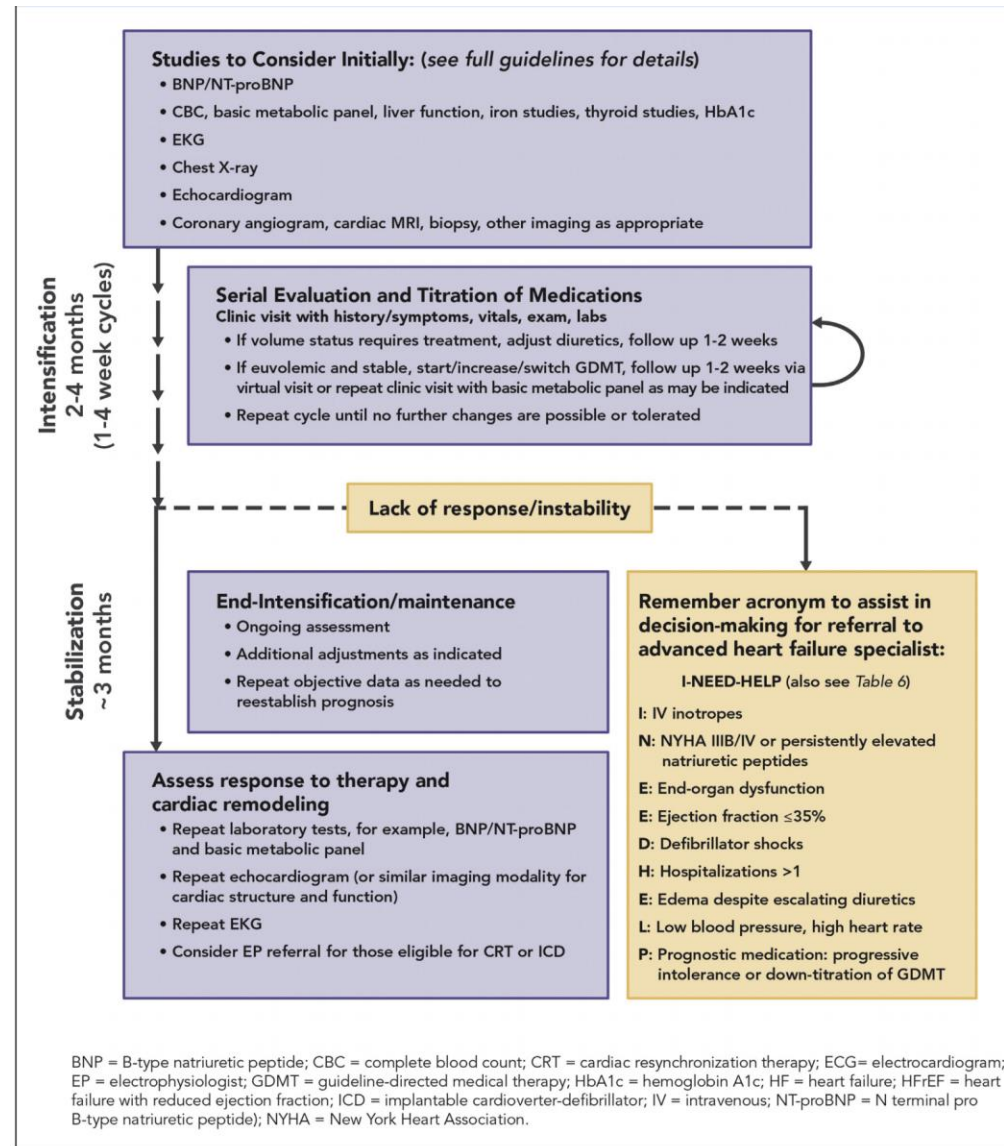 Studies to Consider Initially: (see full guidelines for details)
• BNP/NT-proBNP
• CBC, basic metabolic panel, liver function, iron studies, thyroid studies, HbA1c
• EKG
• Chest X-ray
• Echocardiogram
• Coronary angiogram, cardiac MRI, biopsy, other imaging as appropriate
Intensification
2-4 months
(1-4 week cycles)
Serial Evaluation and Titration of Medications
Clinic visit with history/symptoms, vitals, exam, labs
• If volume status requires treatment, adjust diuretics, follow up 1-2 weeks
• If euvolemic and stable, start/increase/switch GDMT, follow up 1-2 weeks via
virtual visit or repeat clinic visit with basic metabolic panel as may be indicated
• Repeat cycle until no further changes are possible or tolerated
Lack of response/instability
Stabilization
~3 months
End-Intensification/maintenance
• Ongoing assessment
• Additional adjustments as indicated
• Repeat objective data as needed to
reestablish prognosis
Assess response to therapy and
cardiac remodeling
• Repeat laboratory tests, for example, BNP/NT-proBNP
and basic metabolic panel
• Repeat echocardiogram (or similar imaging modality for
cardiac structure and function)
• Repeat EKG
• Consider EP referral for those eligible for CRT or ICD
Remember acronym to assist in
decision-making for referral to
advanced heart failure specialist:
I-NEED-HELP (also see Table 6)
I: IV inotropes
N: NYHA IIIB/IV or persistently elevated
natriuretic peptides
E: End-organ dysfunction
E: Ejection fraction ≤35%
D: Defibrillator shocks
H: Hospitalizations >1
E: Edema despite escalating diuretics
L: Low blood pressure, high heart rate
P: Prognostic medication: progressive
intolerance or down-titration of GDMT
BNP = B-type natriuretic peptide; CBC = complete blood count; CRT = cardiac resynchronization therapy; ECG= electrocardiogram;
EP = electrophysiologist; GDMT = guideline-directed medical therapy; HbA1c = hemoglobin A1c; HF = heart failure; HFrEF = heart
failure with reduced ejection fraction; ICD = implantable cardioverter-defibrillator; IV = intravenous; NT-proBNP = N terminal pro
B-type natriuretic peptide); NYHA = New York Heart Association.